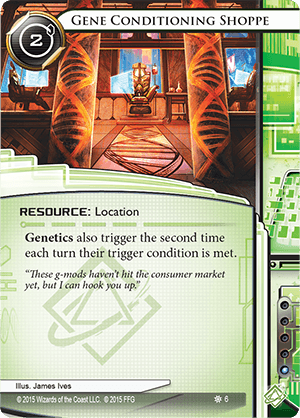 Gene Conditioning Shoppe
2
RESOURCE: Location
Genetics also trigger the second time
each turn their trigger condition is met.
“These g-mods haven’t hit the consumer market
yet, but I can hook you up.”
Illus. James Ives
© 2015 Wizards of the Coast LLC. © 2015 FFG
6